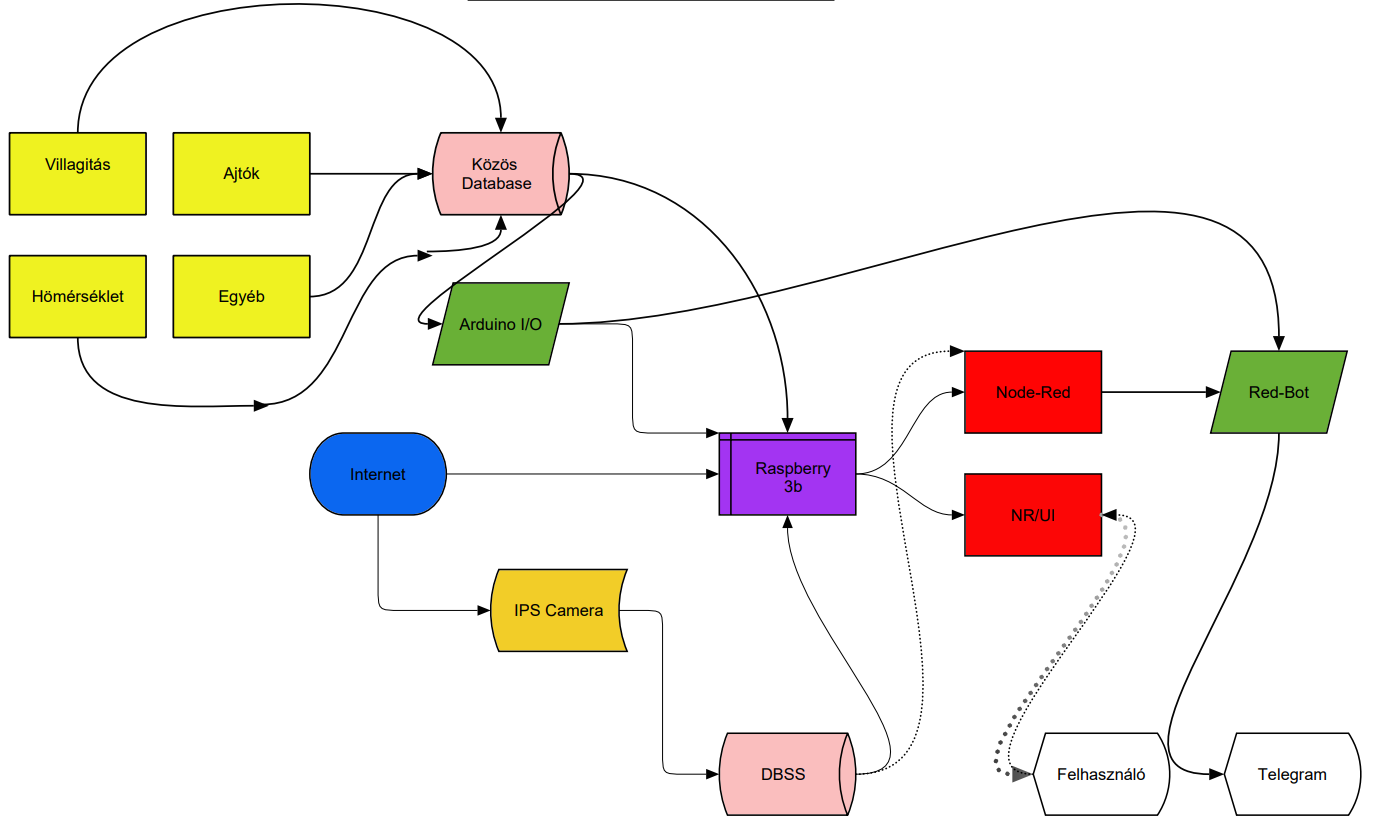 Villagitás
Ajtók
Közös
Database
Hömérséklet
Egyéb
Arduino I/O
Node-Red
Red-Bot
Internet
Raspberry
3b
NR/UI
IPS Camera
DBSS
Felhasználó
Telegram